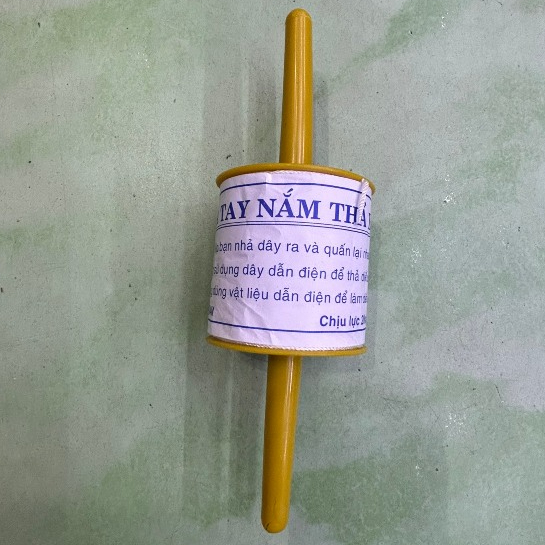 TAY NẮM THẢ
bạn nhả dây ra và quấn lại
dụng dây dẫn điện để thả
dùng vật liệu dẫn điện để làm
Chịu lực